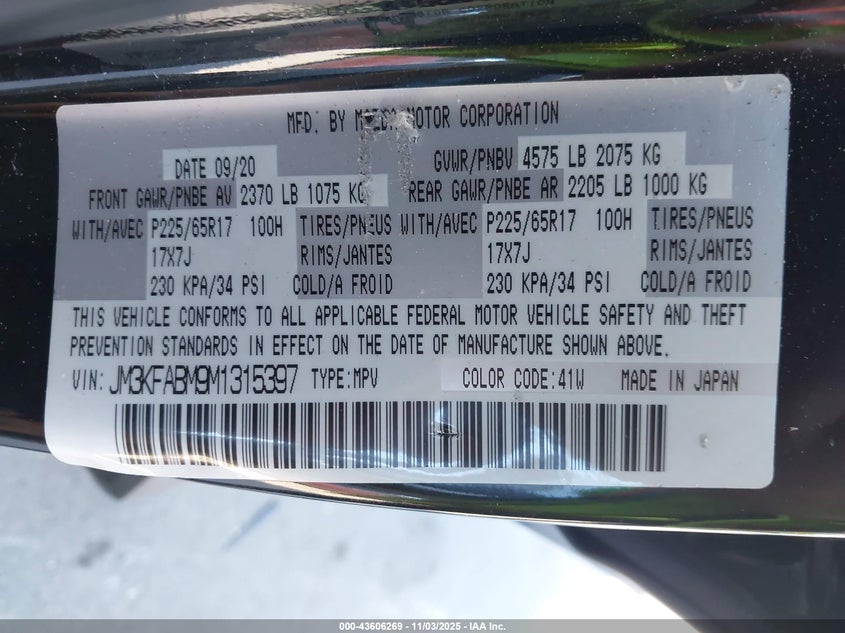 MFD. BY MAZDA MOTOR CORPORATION
DATE 09/20 GVWR/PNBV 4575 LB 2075 KG
FRONT GAWR/PNBE AV 2370 LB 1075 KG REAR GAWR/PNBE AR 2205 LB 1000 KG
WITH/AVEC P225/65R17 100H TIRES/PNEUS WITH/AVEC P225/65R17 100H TIRES/PNEUS
17X7J RIMS/JANTES 17X7J RIMS/JANTES
230 KPA/34 PSI COLD/A FROID 230 KPA/34 PSI COLD/A FROID
THIS VEHICLE CONFORMS TO ALL APPLICABLE FEDERAL MOTOR VEHICLE SAFETY AND THEFT
PREVENTION STANDARDS IN EFFECT ON THE DATE OF MANUFACTURE SHOWN ABOVE.
VIN: JM3KFABM9M1315397 TYPE:MPV COLOR CODE:41W MADE IN JAPAN
000-43606269 - 11/03/2025 - IAA Inc.